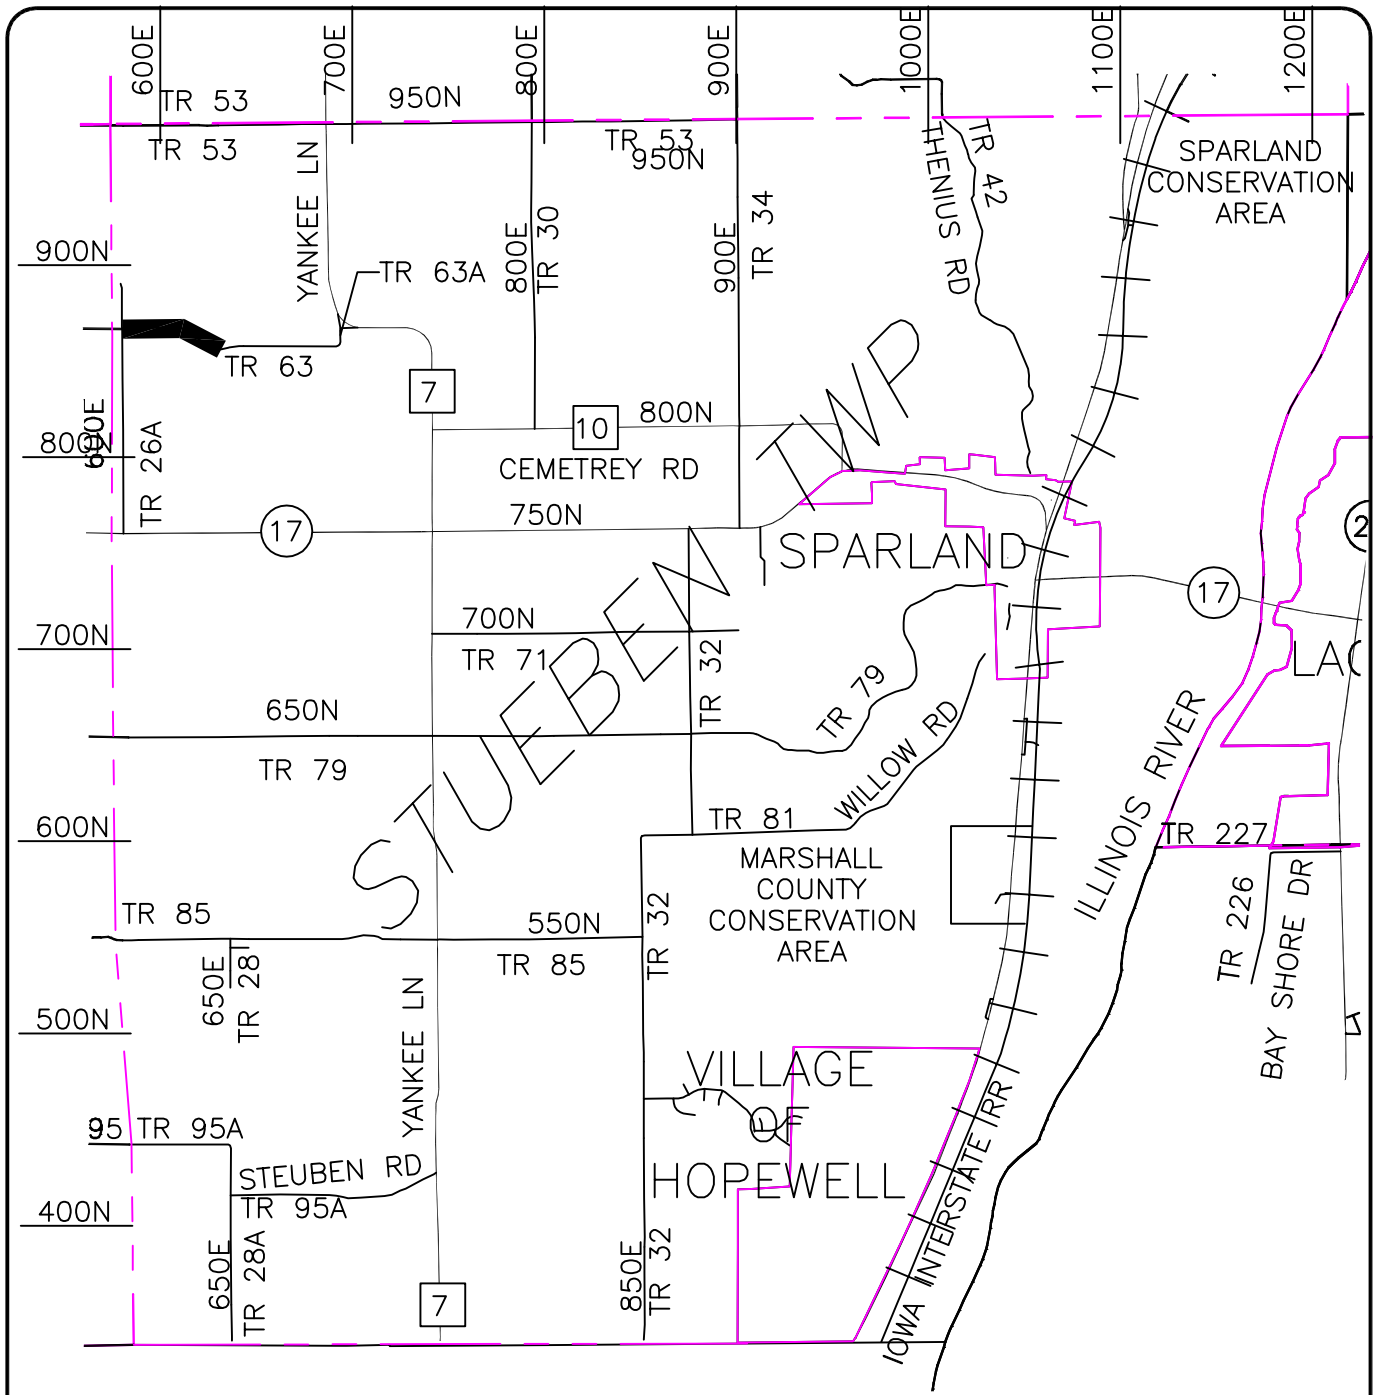 600E
700E
800E
900E
1000E
1100E
1200E
TR 53
950N
TR 53
TR 53
950N
TR 42
THENIUS RD
SPARLAND
CONSERVATION
AREA
YANKEE LN
800E
TR 30
900E
TR 34
900N
TR 63A
TR 63
7
10
800N
CEMETREY RD
600E
800N
TR 26A
STUEBEN TWP
17
750N
SPARLAND
2
17
700N
700N
TR 71
TR 32
LAC
650N
TR 79
TR 79
WILLOW RD
ILLINOIS RIVER
600N
TR 81
TR 227
MARSHALL
COUNTY
CONSERVATION
AREA
TR 226
BAY SHORE DR
TR 85
550N
TR 85
TR 32
650E
TR 28
500N
YANKEE LN
VILLAGE
OF
HOPEWELL
95 TR 95A
STEUBEN RD
TR 95A
400N
650E
TR 28A
850E
TR 32
7
IOWA INTERSTATE RR